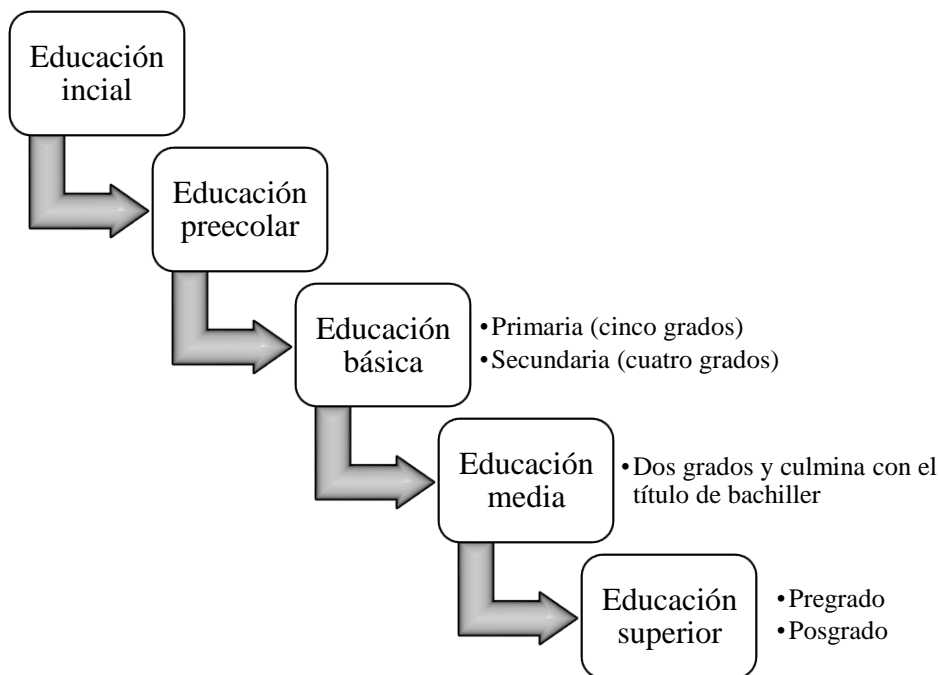 Educación
incial
Educación
preecolar
Educación
básica
•Primaria (cinco grados)
•Secundaria (cuatro grados)
Educación
media
•Dos grados y culmina con el
título de bachiller
Educación
superior
•Pregrado
•Posgrado